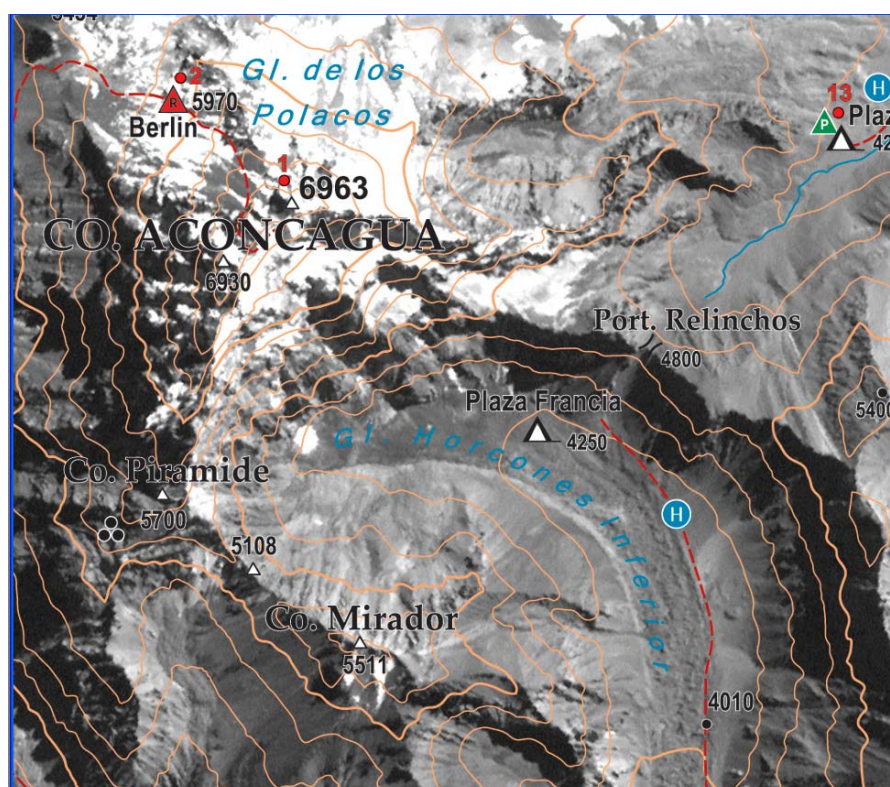 2
Gl. de los
H
R
5970
Polacos
13
P
Plaz
Berlin
42
1
6963
CO. ACONCAGUA
6930
Port. Relinchos
4800
Plaza Francia
5400
4250
Gl. Horcones Inferior
Co. Piramide
5700
H
5108
Co. Mirador
5511
4010